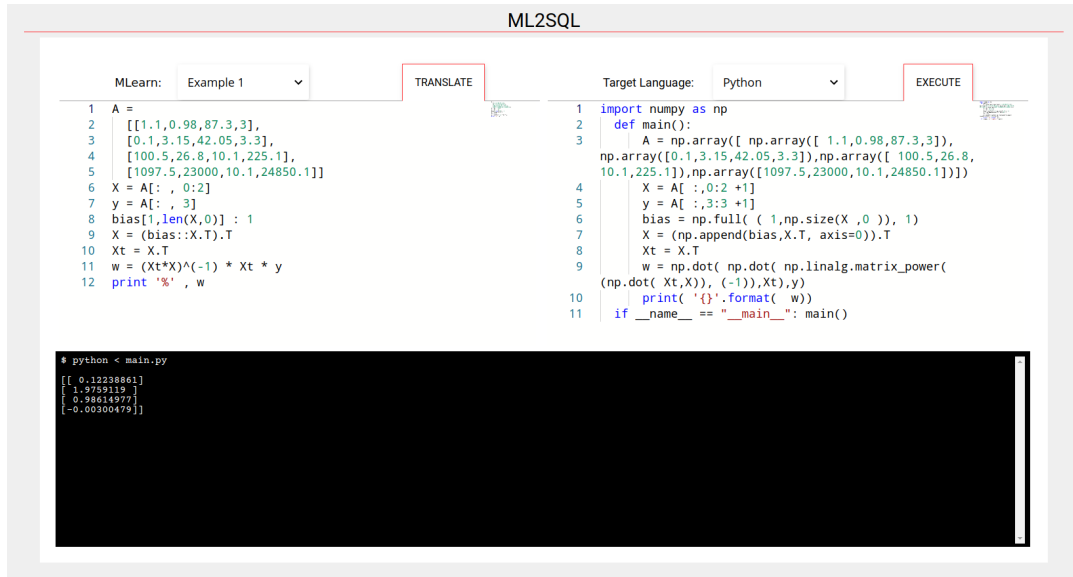 ML2SQL
MLearn:
Example 1
TRANSLATE
1 A =
2 [[1.1,0.98,87.3,3],
3 [0.1,3.15,42.05,3.3],
4 [100.5,26.8,10.1,225.1],
5 [1097.5,23000,10.1,24850.1]]
6 X = A[: , 0:2]
7 y = A[: , 3]
8 bias[1,len(X,0)] : 1
9 X = (bias::X.T).T
10 Xt = X.T
11 w = (Xt*X)^(-1) * Xt * y
12 print '%' , w
Target Language:
Python
EXECUTE
1 import numpy as np
2 def main():
3 A = np.array([ np.array([ 1.1,0.98,87.3,3]),
np.array([0.1,3.15,42.05,3.3]),np.array([ 100.5,26.8,
10.1,225.1]),np.array([1097.5,23000,10.1,24850.1])])
4 X = A[ :,0:2 +1]
5 y = A[ :,3:3 +1]
6 bias = np.full( ( 1,np.size(X ,0 )), 1)
7 X = (np.append(bias,X.T, axis=0)).T
8 Xt = X.T
9 w = np.dot( np.dot( np.linalg.matrix_power(
(np.dot( Xt,X)), (-1)),Xt),y)
10 print( '{}'.format(  w))
11 if __name__ == "__main__": main()
$ python < main.py
[[ 0.12238861]
[ 1.9759119 ]
[ 0.98614977]
[-0.00300479]]